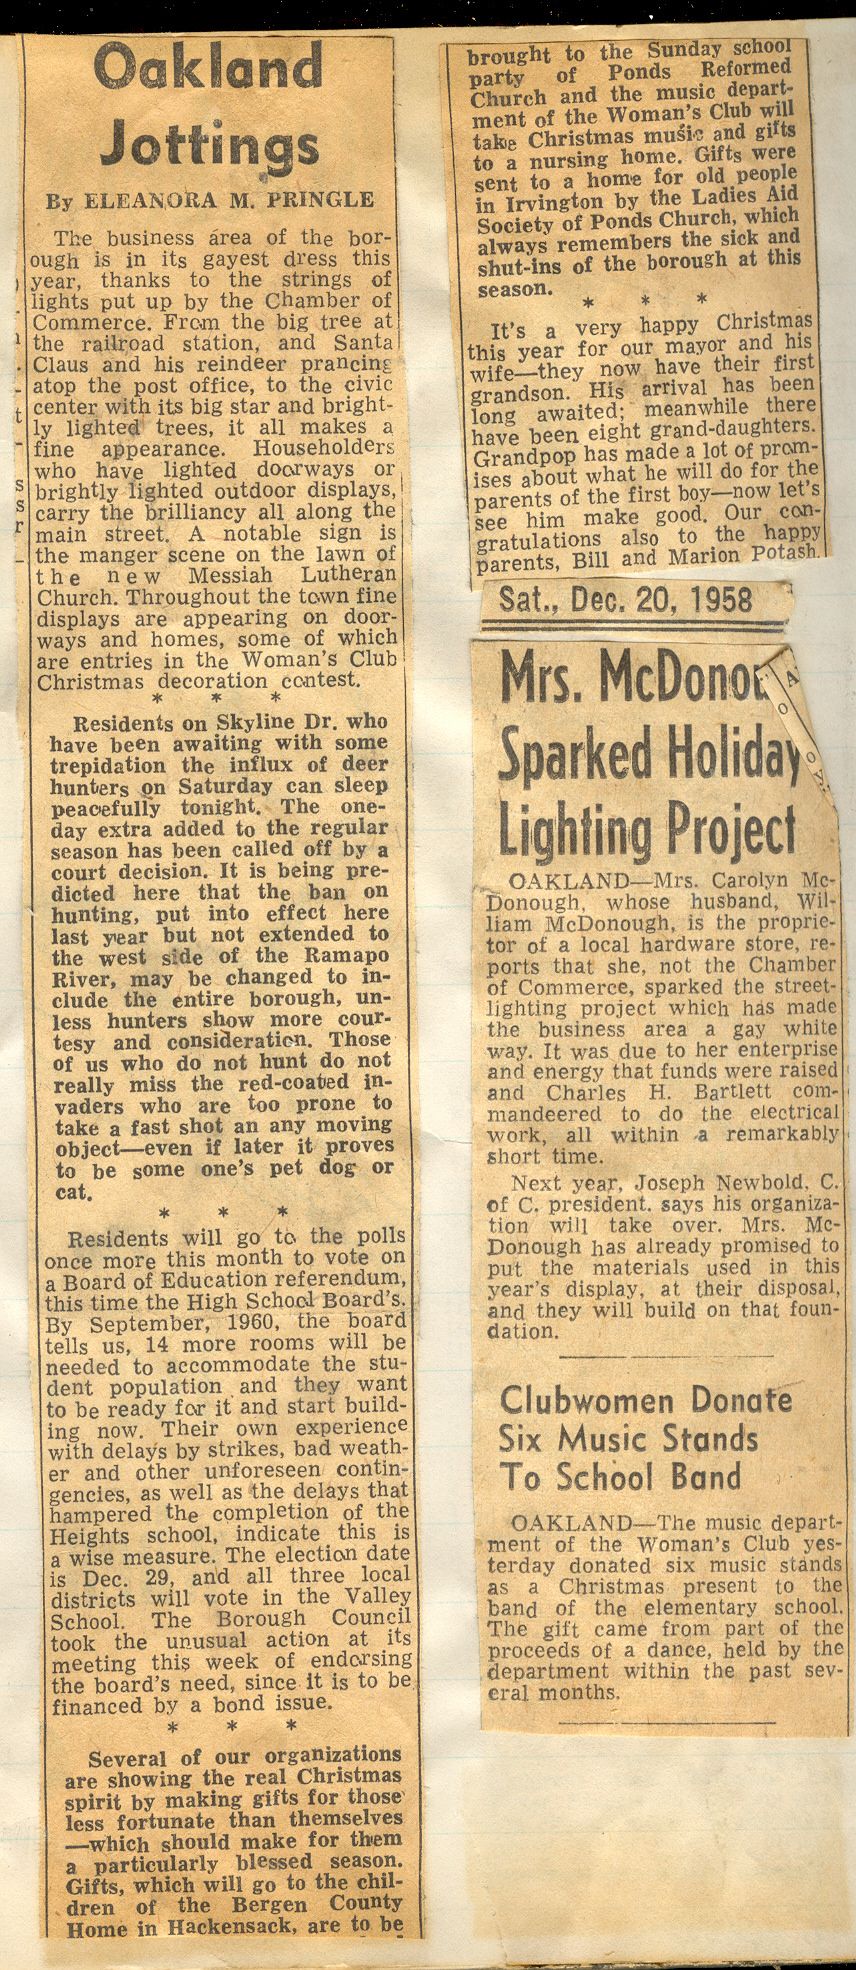 Oakland
Jottings
By ELEANORA M. PRINGLE
The business area of the bor-
ough is in its gayest dress this
year, thanks to the strings of
lights put up by the Chamber of
Commerce. From the big tree at
the railroad station, and Santa
Claus and his reindeer prancing
atop the post office, to the civic
center with its big star and bright-
ly lighted trees, it all makes a
fine appearance. Householders
who have lighted doorways or
brightly lighted outdoor displays,
carry the brilliancy all along the
main street. A notable sign is
the manger scene on the lawn of
the new Messiah Lutheran
Church. Throughout the town fine
displays are appearing on door-
ways and homes, some of which
are entries in the Woman's Club
Christmas decoration contest.
* * *
Residents on Skyline Dr. who
have been awaiting with some
trepidation the influx of deer
hunters on Saturday can sleep
peacefully tonight. The one-
day extra added to the regular
season has been called off by a
court decision. It is being pre-
dicted here that the ban on
hunting, put into effect here
last year but not extended to
the west side of the Ramapo
River, may be changed to in-
clude the entire borough, un-
less hunters show more cour-
tesy and consideration. Those
of us who do not hunt do not
really miss the red-coated in-
vaders who are too prone to
take a fast shot an any moving
object—even if later it proves
to be some one's pet dog or
cat.
* * *
Residents will go to the polls
once more this month to vote on
a Board of Education referendum,
this time the High School Board's.
By September, 1960, the board
tells us, 14 more rooms will be
needed to accommodate the stu-
dent population and they want
to be ready for it and start build-
ing now. Their own experience
with delays by strikes, bad weath-
er and other unforeseen contin-
gencies, as well as the delays that
hampered the completion of the
Heights school, indicate this is
a wise measure. The election date
is Dec. 29, and all three local
districts will vote in the Valley
School. The Borough Council
took the unusual action at its
meeting this week of endorsing
the board's need, since it is to be
financed by a bond issue.
* * *
Several of our organizations
are showing the real Christmas
spirit by making gifts for those
less fortunate than themselves
—which should make for them
a particularly blessed season.
Gifts, which will go to the chil-
dren of the Bergen County
Home in Hackensack, are to be
brought to the Sunday school
party of Ponds Reformed
Church and the music depart-
ment of the Woman's Club will
take Christmas music and gifts
to a nursing home. Gifts were
sent to a home for old people
in Irvington by the Ladies Aid
Society of Ponds Church, which
always remembers the sick and
shut-ins of the borough at this
season.
* * *
It's a very happy Christmas
this year for our mayor and his
wife—they now have their first
grandson. His arrival has been
long awaited; meanwhile there
have been eight grand-daughters.
Grandpop has made a lot of prom-
ises about what he will do for the
parents of the first boy—now let's
see him make good. Our con-
gratulations also to the happy
parents, Bill and Marion Potash.
Sat., Dec. 20, 1958
Mrs. McDonou
Sparked Holiday
Lighting Project
OAKLAND—Mrs. Carolyn Mc-
Donough, whose husband, Wil-
liam McDonough, is the proprie-
tor of a local hardware store, re-
ports that she, not the Chamber
of Commerce, sparked the street-
lighting project which has made
the business area a gay white
way. It was due to her enterprise
and energy that funds were raised
and Charles H. Bartlett com-
mandeered to do the electrical
work, all within a remarkably
short time.
Next year, Joseph Newbold, C.
of C. president, says his organiza-
tion will take over. Mrs. Mc-
Donough has already promised to
put the materials used in this
year's display, at their disposal,
and they will build on that foun-
dation.
Clubwomen Donate
Six Music Stands
To School Band
OAKLAND—The music depart-
ment of the Woman's Club yes-
terday donated six music stands
as a Christmas present to the
band of the elementary school.
The gift came from part of the
proceeds of a dance, held by the
department within the past sev-
eral months.